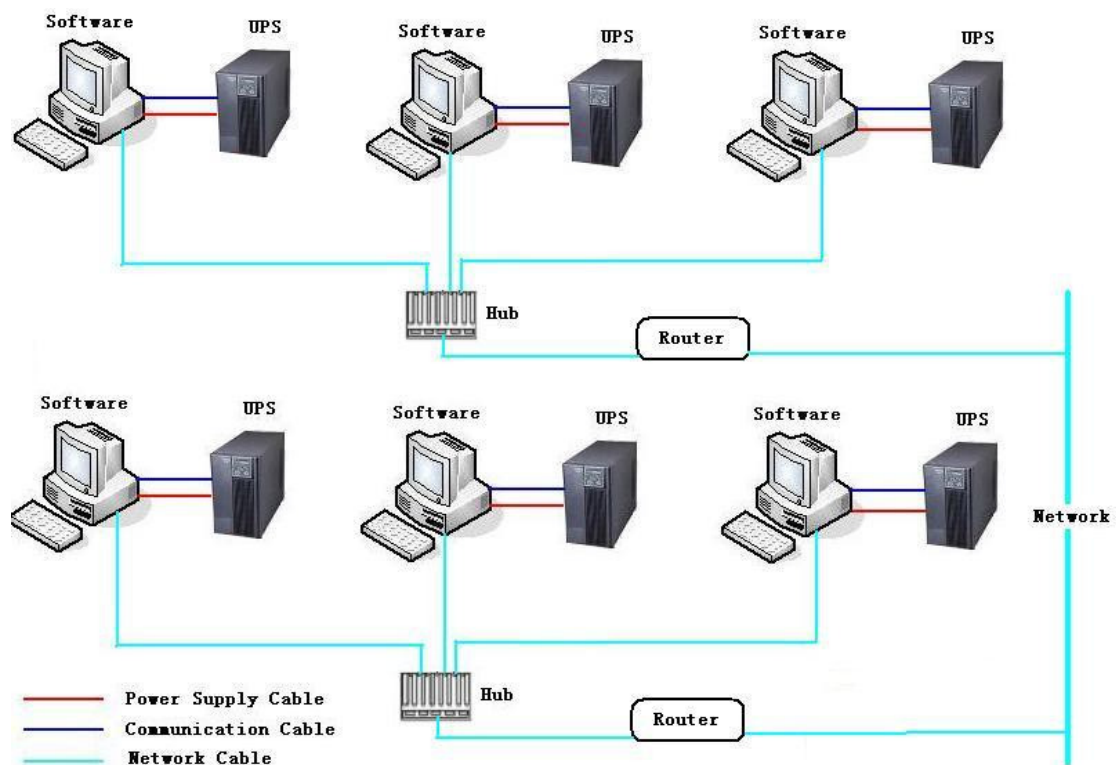 Software
UPS
Software
UPS
Software
UPS
Hub
Router
Software
UPS
Software
UPS
Software
UPS
Network
Hub
Router
Power Supply Cable
Communication Cable
Network Cable